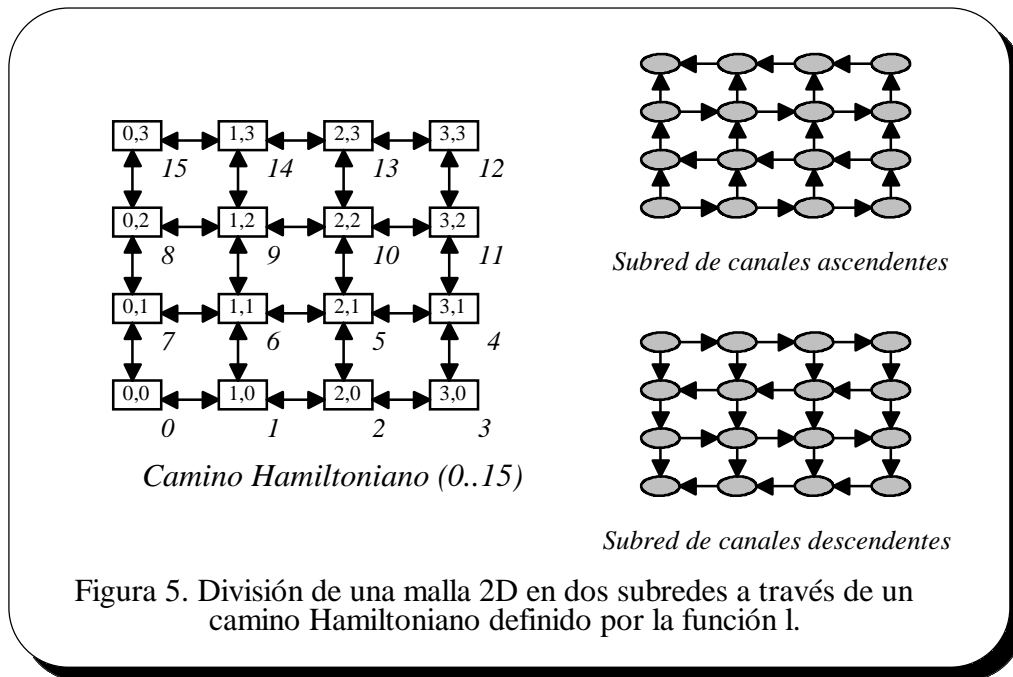 0,3 1,3 2,3 3,3
15 14 13 12
0,2 1,2 2,2 3,2
8 9 10 11
0,1 1,1 2,1 3,1
7 6 5 4
0,0 1,0 2,0 3,0
0 1 2 3
Camino Hamiltoniano (0..15)
Subred de canales ascendentes
Subred de canales descendentes
Figura 5. División de una malla 2D en dos subredes a través de un
camino Hamiltoniano definido por la función l.